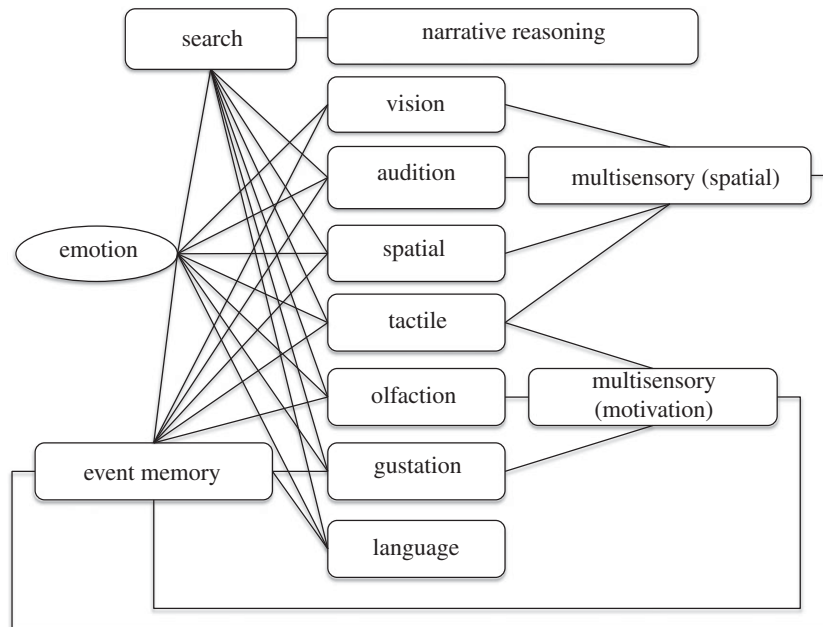 search
narrative reasoning
vision
audition
multisensory (spatial)
emotion
spatial
tactile
olfaction
multisensory
(motivation)
event memory
gustation
language